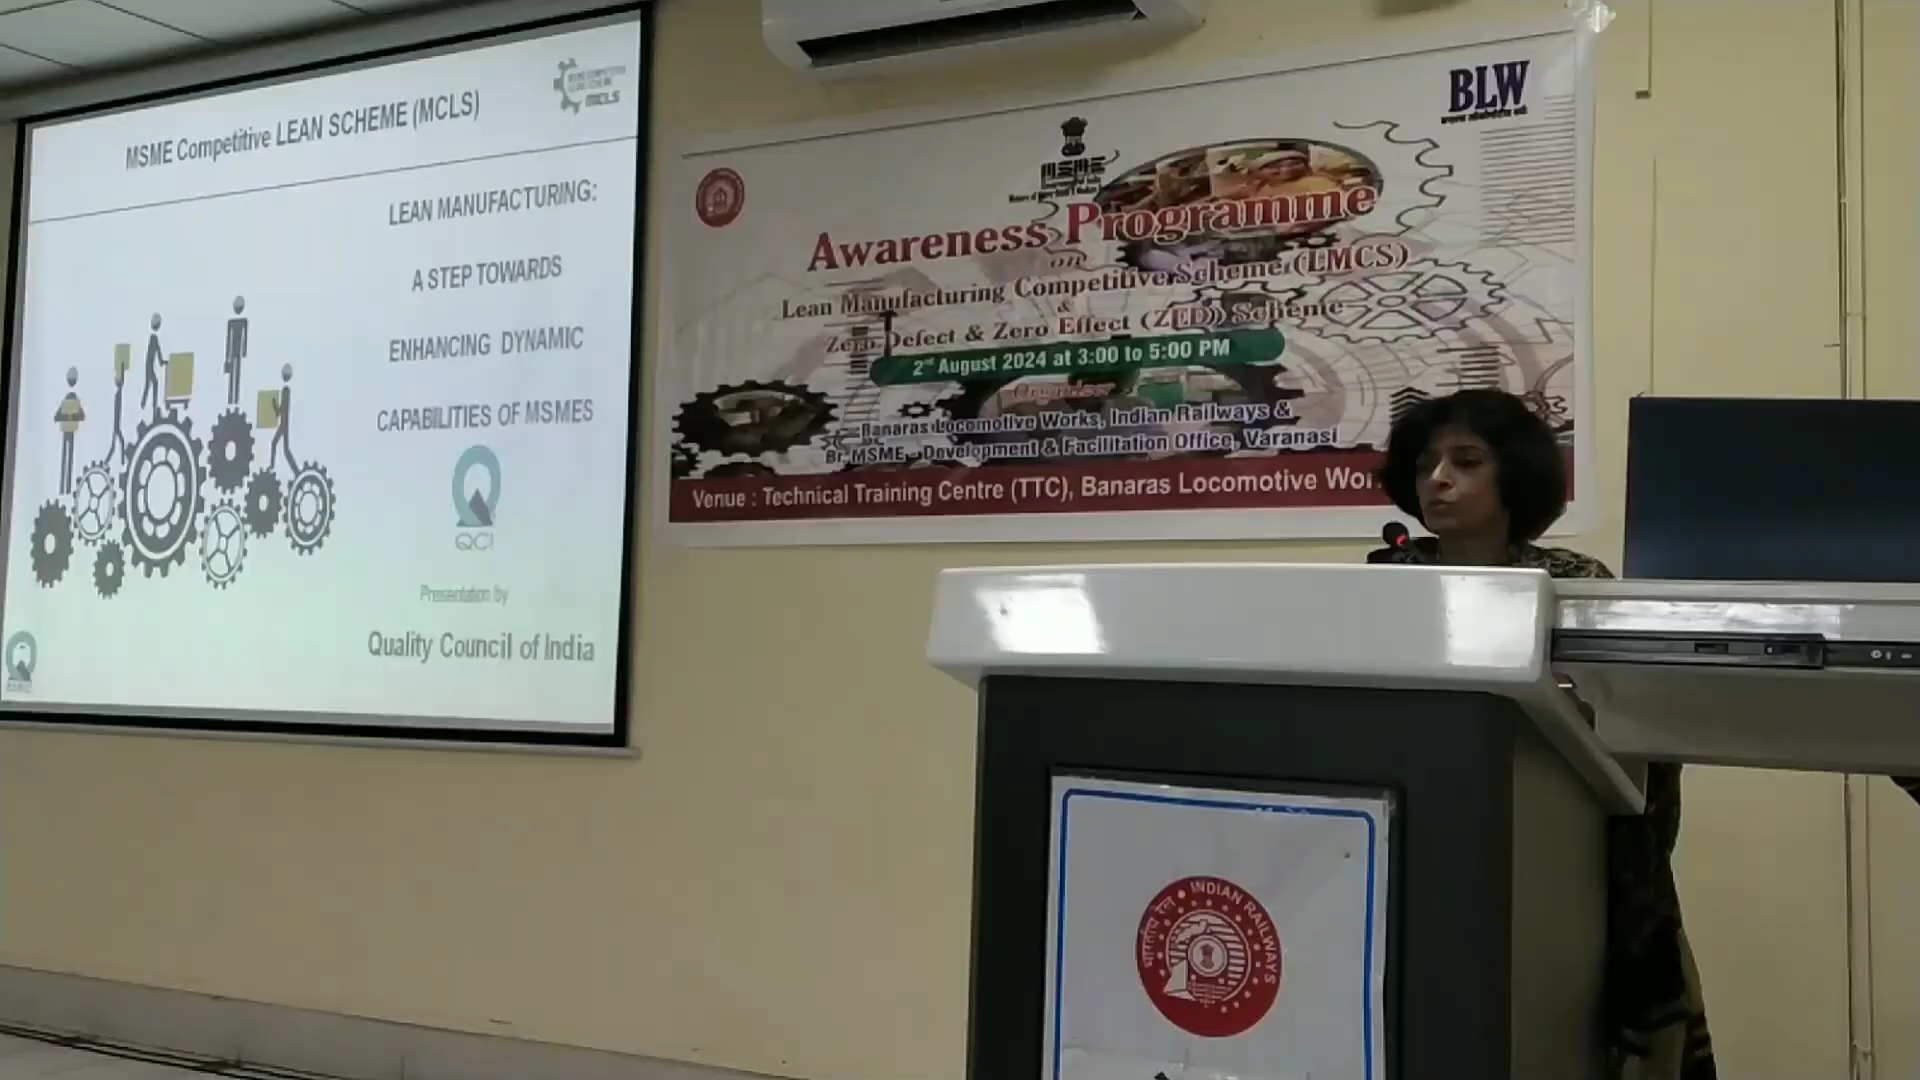 MSME Competitive LEAN SCHEME (MCLS)
MCLS
LEAN MANUFACTURING:
A STEP TOWARDS
ENHANCING DYNAMIC
CAPABILITIES OF MSMES
QCI
Presentation by
Quality Council of India
BLW
MSME
Awareness Programme
on
Lean Manufacturing Competitive Scheme (LMCS)
&
Zero Defect & Zero Effect (ZED) Scheme
2nd August 2024 at 3:00 to 5:00 PM
Banaras Locomotive Works, Indian Railways &
Br. MSME - Development & Facilitation Office, Varanasi
Venue : Technical Training Centre (TTC), Banaras Locomotive Wor
भारतीय रेल • INDIAN RAILWAYS